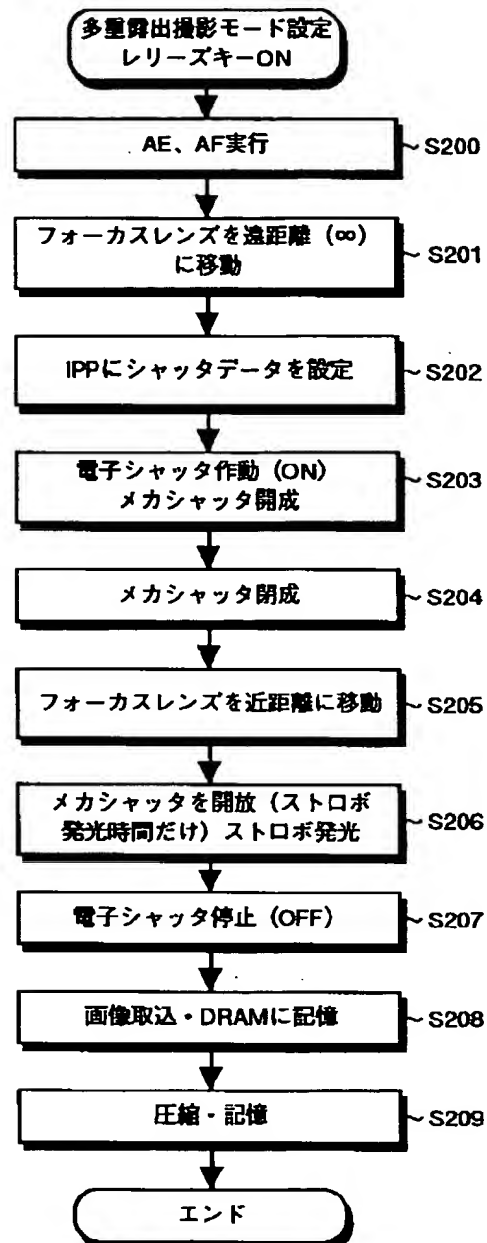 多重露出撮影モード設定
レリーズキーON
AE、AF実行
S200
フォーカスレンズを遠距離（∞）
に移動
S201
IPPにシャッタデータを設定
S202
電子シャッタ作動（ON）
メカシャッタ開成
S203
メカシャッタ閉成
S204
フォーカスレンズを近距離に移動
S205
メカシャッタを開放（ストロボ
発光時間だけ）ストロボ発光
S206
電子シャッタ停止（OFF）
S207
画像取込・DRAMに記憶
S208
圧縮・記憶
S209
エンド